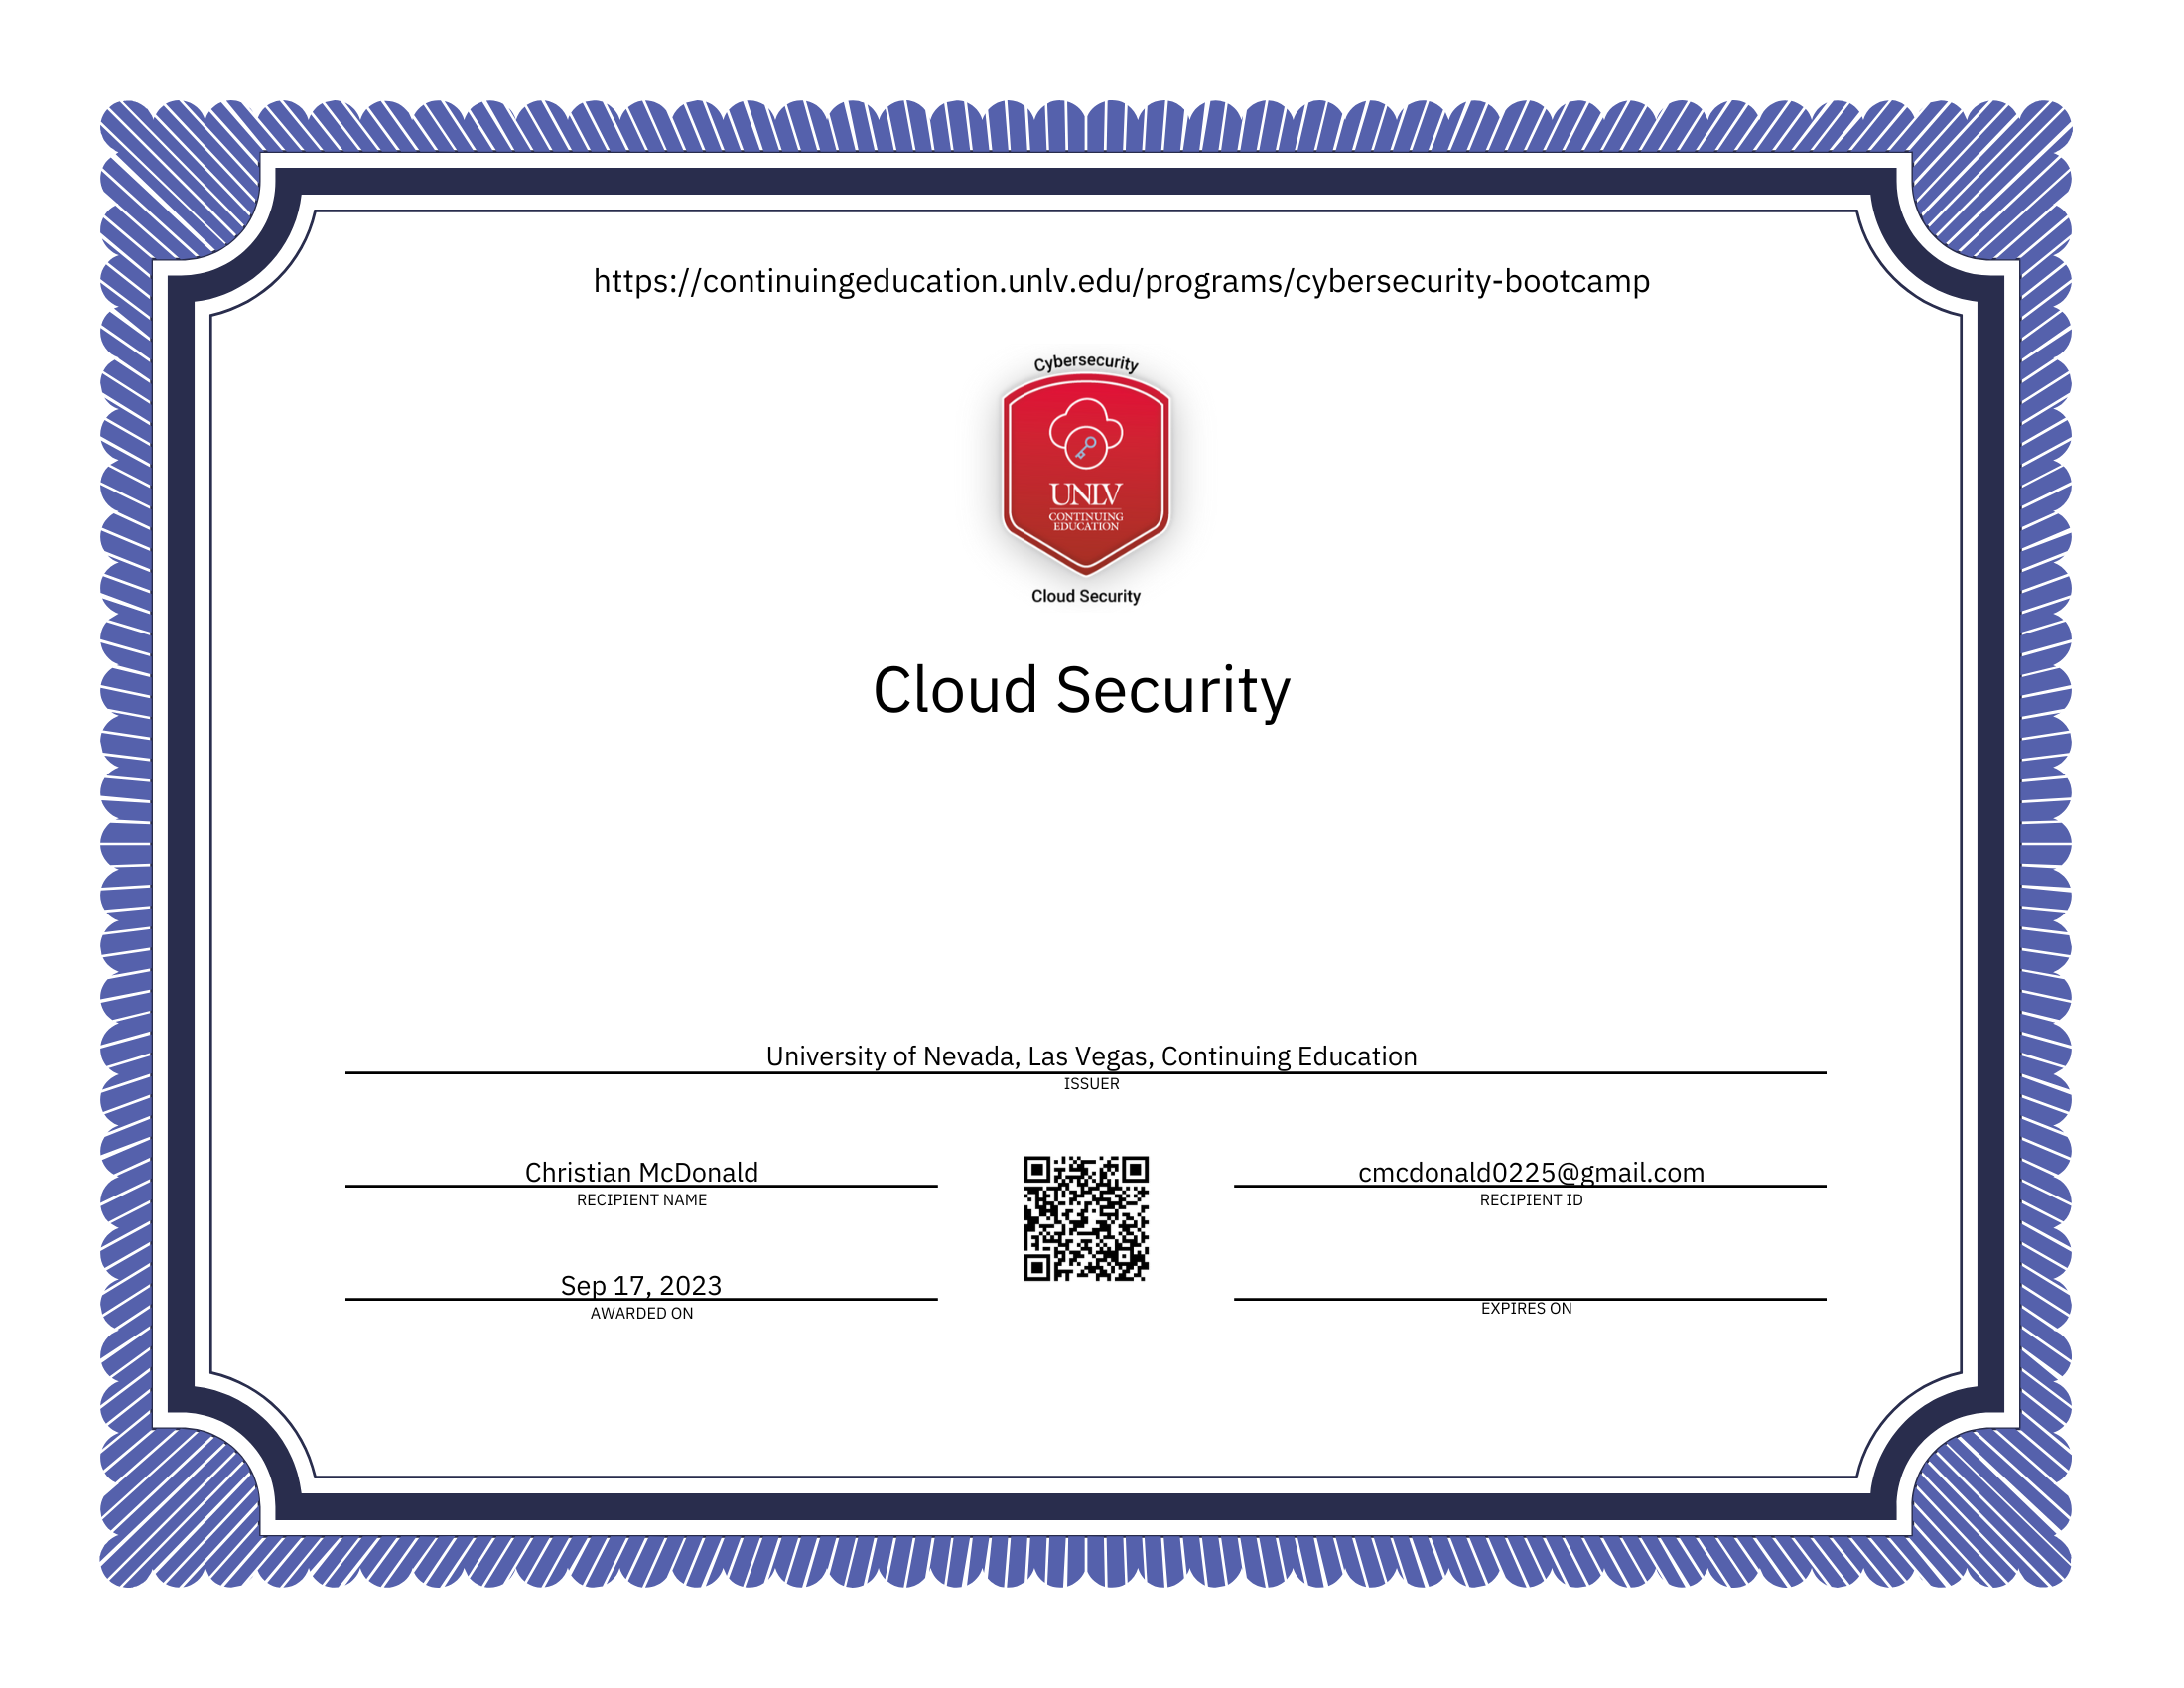 https://continuingeducation.unlv.edu/programs/cybersecurity-bootcamp
Cybersecurity
UNLV
CONTINUING
EDUCATION
Cloud Security
Cloud Security
University of Nevada, Las Vegas, Continuing Education
ISSUER
Christian McDonald
RECIPIENT NAME
cmcdonald0225@gmail.com
RECIPIENT ID
Sep 17, 2023
AWARDED ON
EXPIRES ON